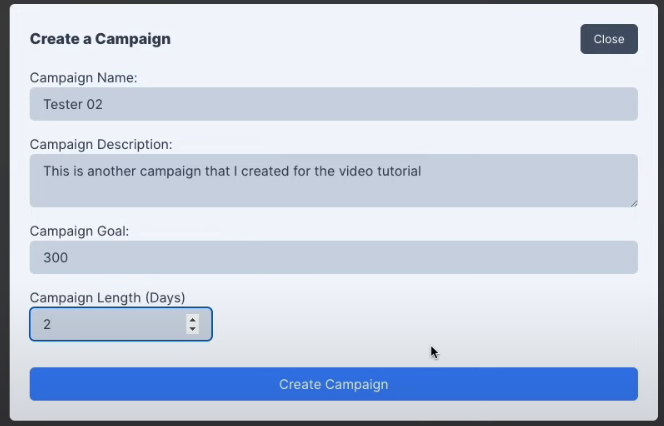 Create a Campaign
Close
Campaign Name:
Tester 02
Campaign Description:
This is another campaign that I created for the video tutorial
Campaign Goal:
300
Campaign Length (Days)
2
Create Campaign